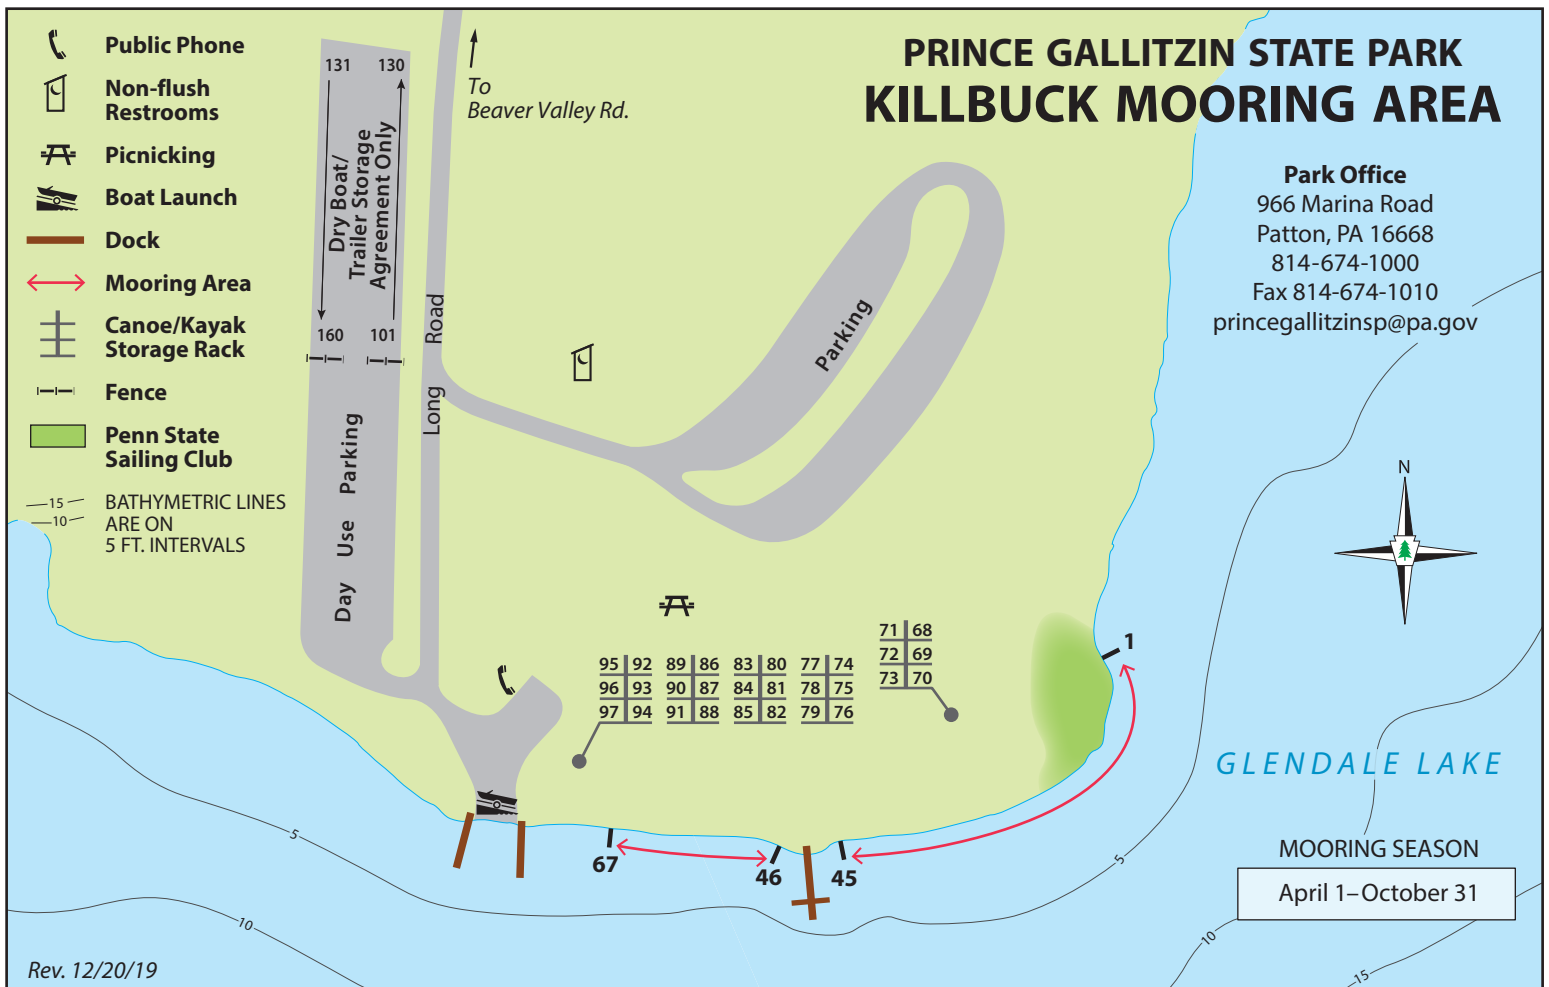 PRINCE GALLITZIN STATE PARK
KILLBUCK MOORING AREA
Park Office
966 Marina Road
Patton, PA 16668
814-674-1000
Fax 814-674-1010
princegallitzinsp@pa.gov
Public Phone
Non-flush
Restrooms
Picnicking
Boat Launch
Dock
Mooring Area
Canoe/Kayak
Storage Rack
Fence
Penn State
Sailing Club
15
10
BATHYMETRIC LINES
ARE ON
5 FT. INTERVALS
131 130
Dry Boat/
Trailer Storage
Agreement Only
160 101
Day Use Parking
Long Road
To
Beaver Valley Rd.
Parking
N
95 92 89 86 83 80 77 74
96 93 90 87 84 81 78 75
97 94 91 88 85 82 79 76
71 68
72 69
73 70
1
67
46
45
5
10
5
10
15
GLENDALE LAKE
MOORING SEASON
April 1–October 31
Rev. 12/20/19